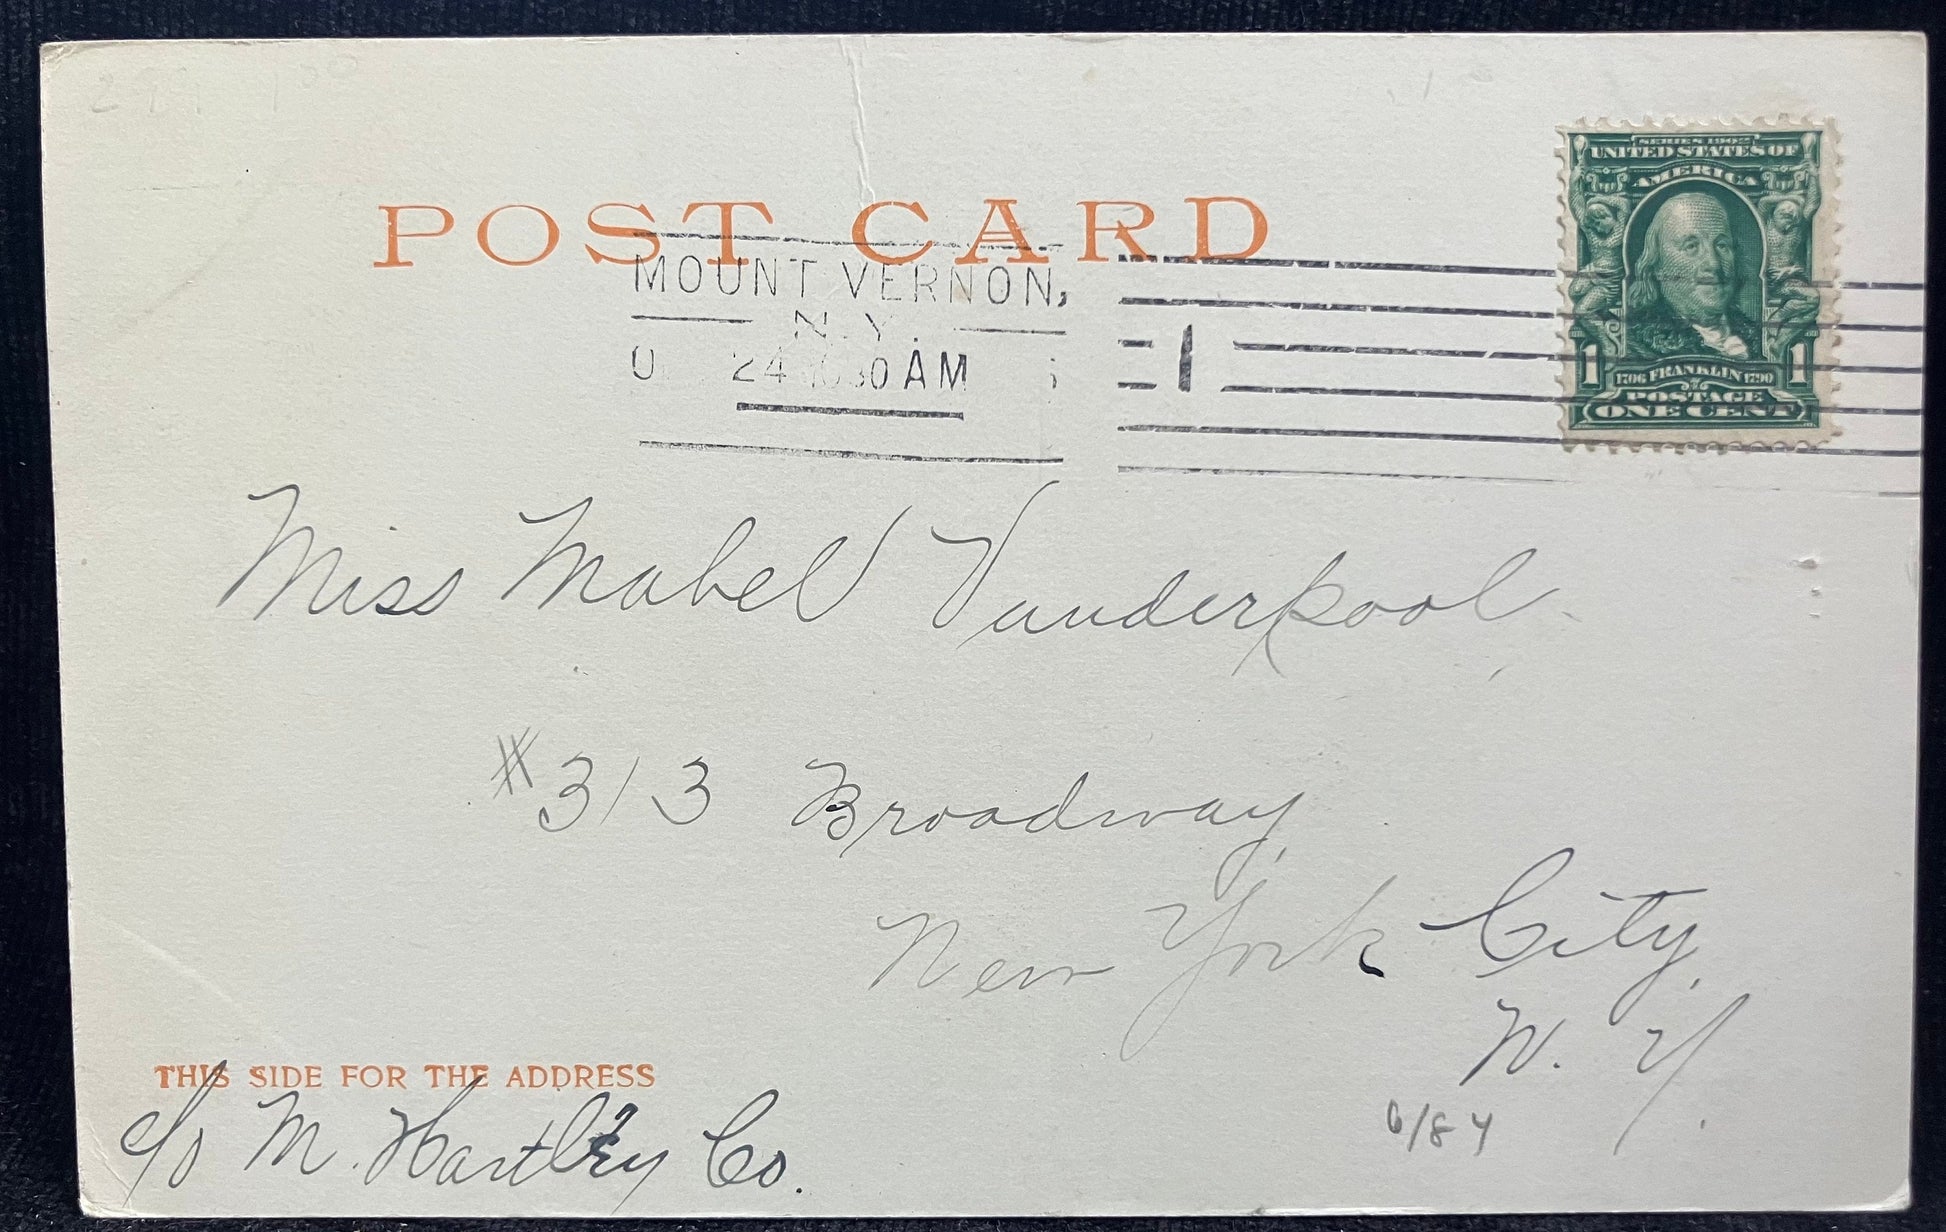 POST CARD
SERIES 1902
UNITED STATES OF
AMERICA
1 1706 FRANKLIN 1790 1
POSTAGE
ONE CENT
MOUNT VERNON,
N.Y.
24 AM
1
Miss Mabel Vanderpool
#313 Broadway,
New York City,
N. Y.
THIS SIDE FOR THE ADDRESS
c/o M. Hartley Co.
6/84